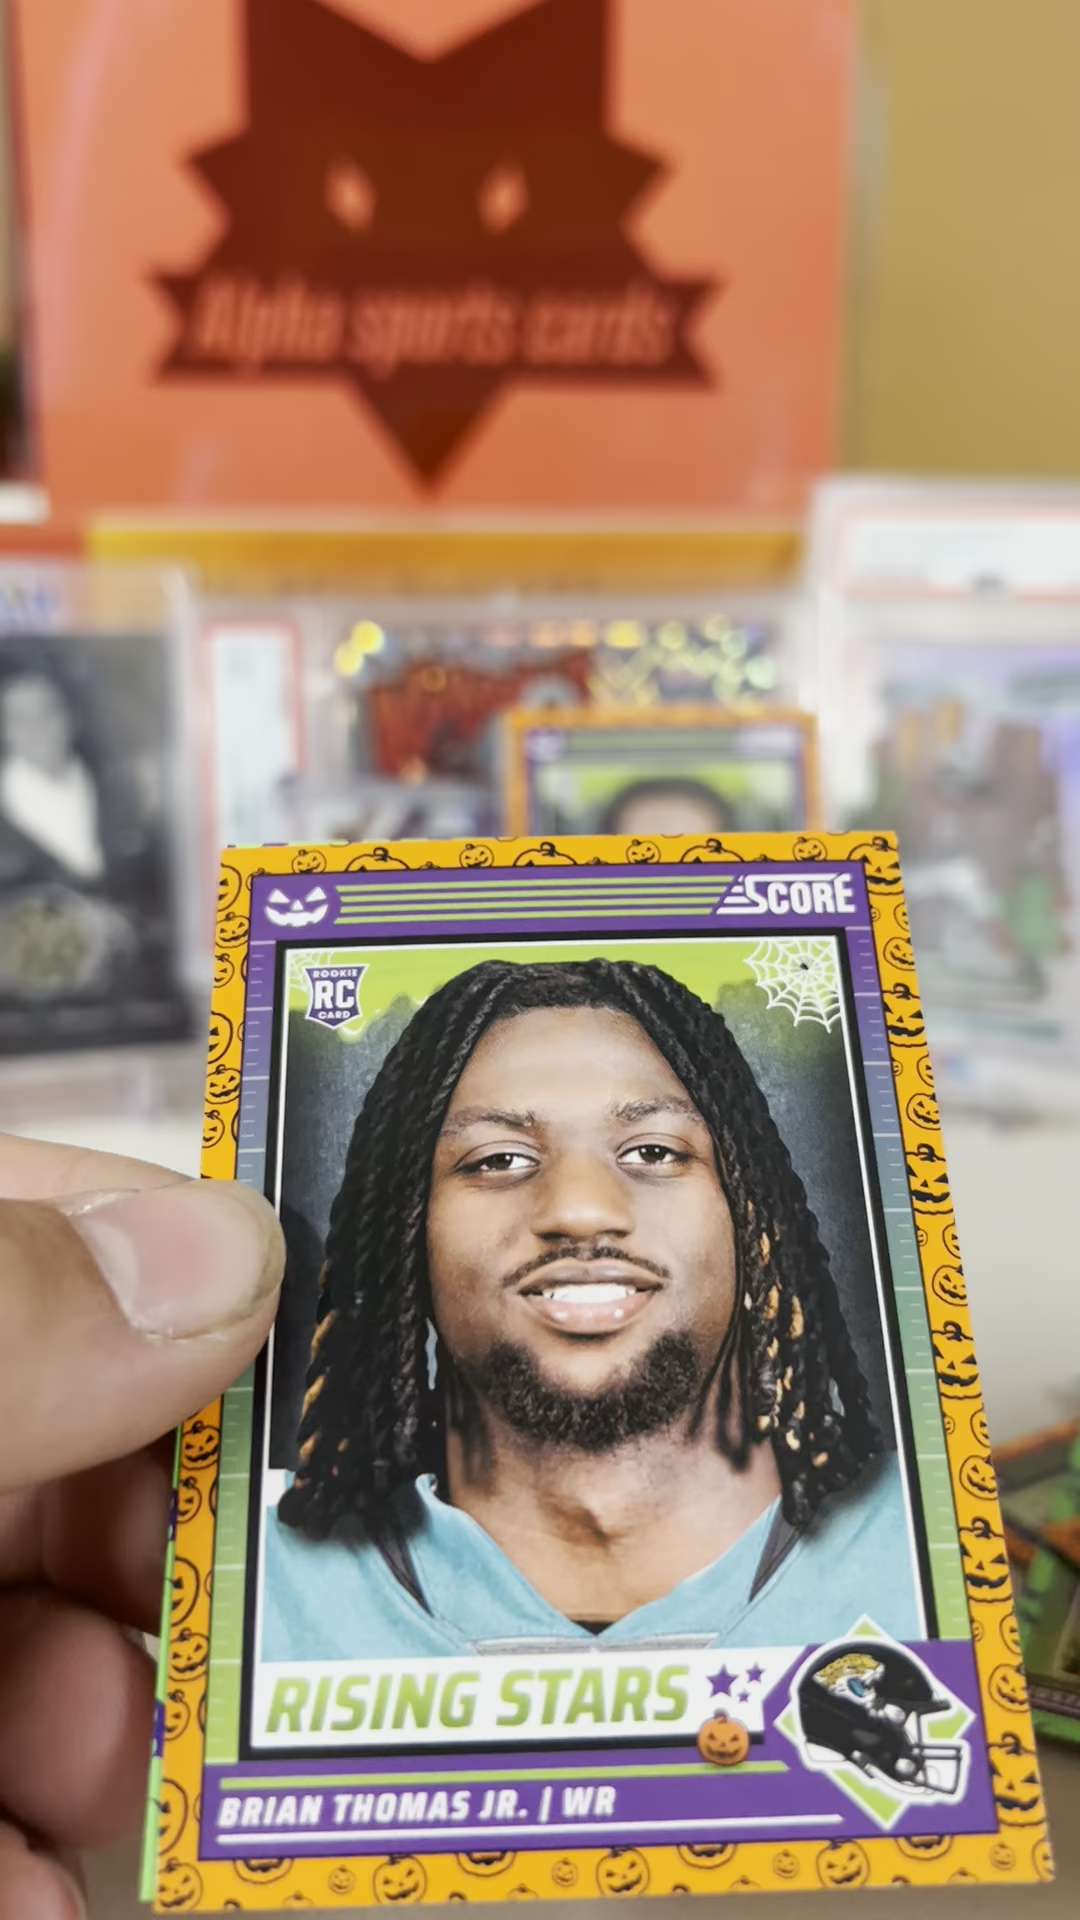 Alpha sports cards
SCORE
ROOKIE
RC
CARD
RISING STARS
BRIAN THOMAS JR. | WR